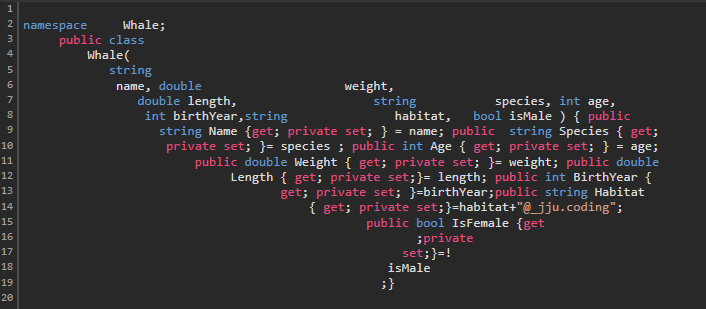 1
2 namespace Whale;
3 public class
4 Whale(
5 string
6 name, double weight,
7 double length, string species, int age,
8 int birthYear,string habitat, bool isMale ) { public
9 string Name {get; private set; } = name; public string Species { get;
10 private set; }= species ; public int Age { get; private set; } = age;
11 public double Weight { get; private set; }= weight; public double
12 Length { get; private set;}= length; public int BirthYear {
13 get; private set; }=birthYear;public string Habitat
14 { get; private set;}=habitat+"@_jju.coding";
15 public bool IsFemale {get
16 ;private
17 set;}=!
18 isMale
19 ;}
20